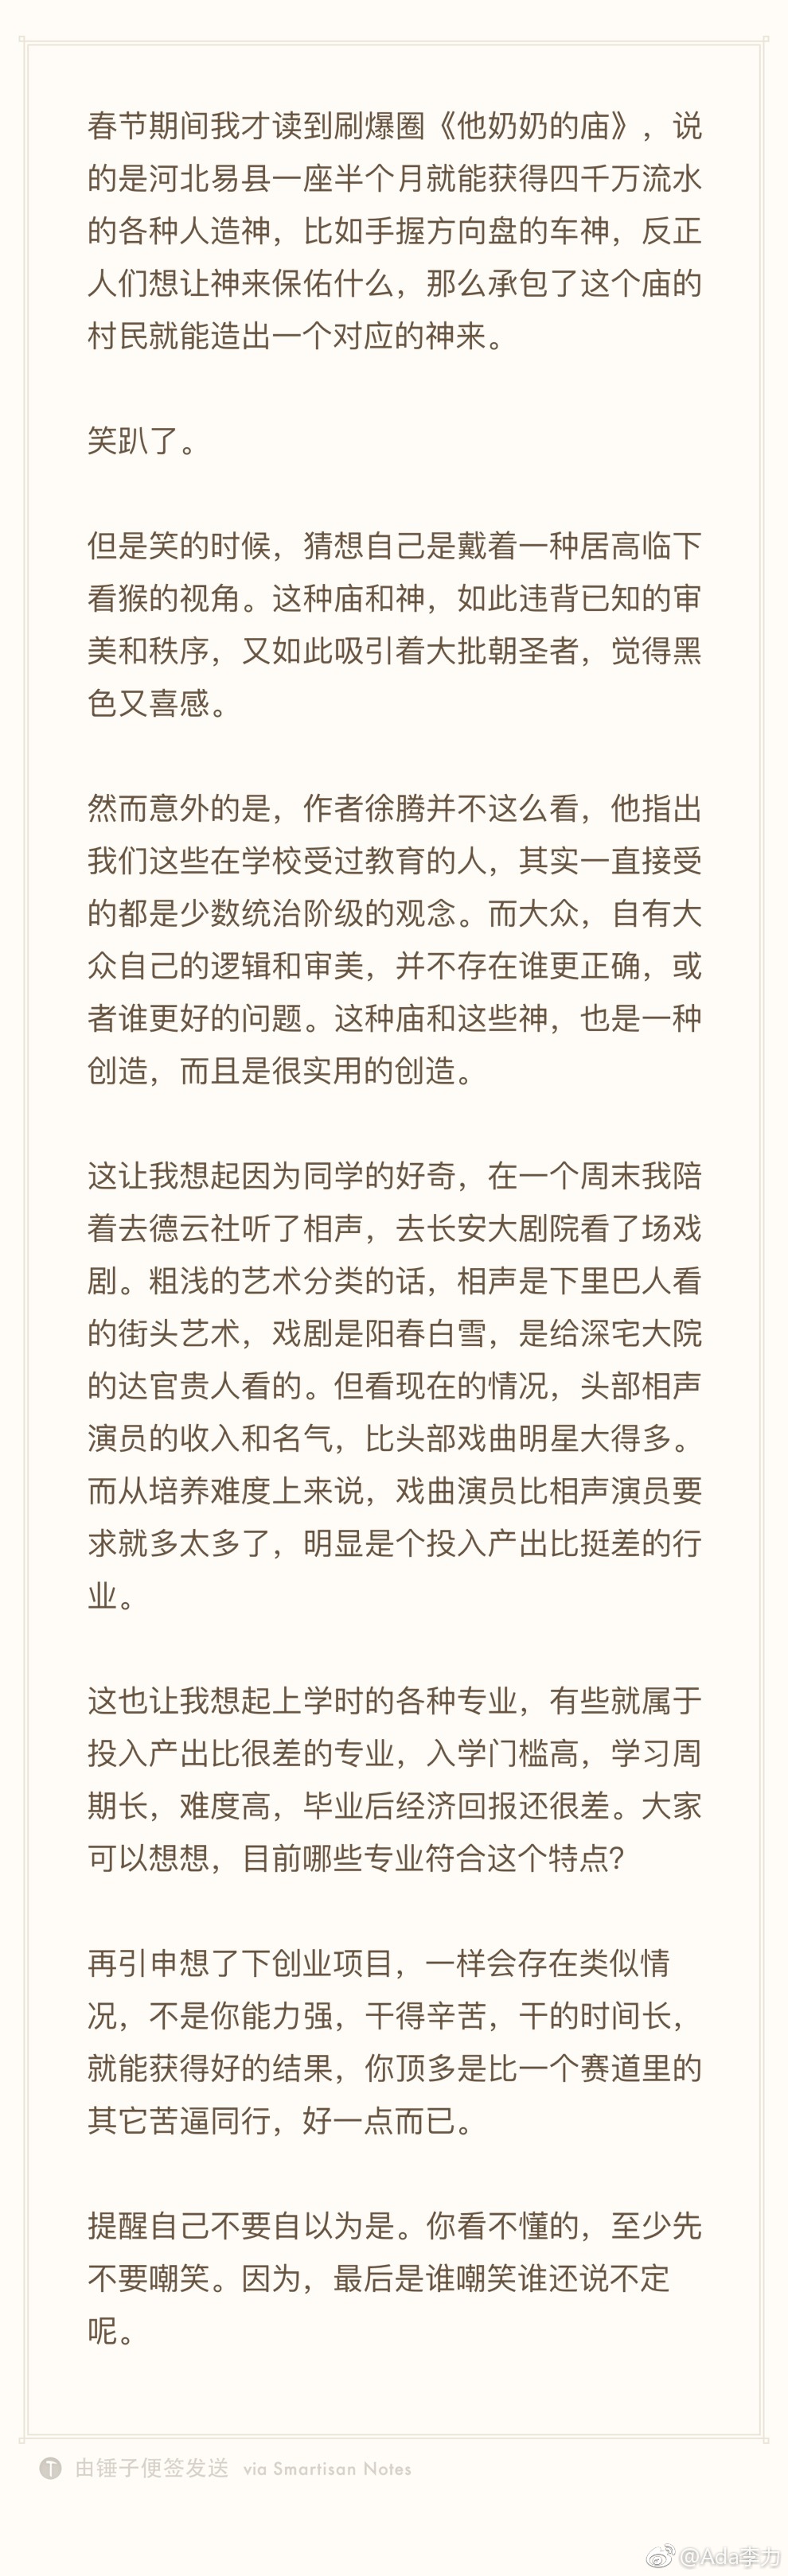 春节期间我才读到刷爆圈《他奶奶的庙》，说
的是河北易县一座半个月就能获得四千万流水
的各种人造神，比如手握方向盘的车神，反正
人们想让神来保佑什么，那么承包了这个庙的
村民就能造出一个对应的神来。
笑趴了。
但是笑的时候，猜想自己是戴着一种居高临下
看猴的视角。这种庙和神，如此违背已知的审
美和秩序，又如此吸引着大批朝圣者，觉得黑
色又喜感。
然而意外的是，作者徐腾并不这么看，他指出
我们这些在学校受过教育的人，其实一直接受
的都是少数统治阶级的观念。而大众，自有大
众自己的逻辑和审美，并不存在谁更正确，或
者谁更好的问题。这种庙和这些神，也是一种
创造，而且是很实用的创造。
这让我想起因为同学的好奇，在一个周末我陪
着去德云社听了相声，去长安大剧院看了场戏
剧。粗浅的艺术分类的话，相声是下里巴人看
的街头艺术，戏剧是阳春白雪，是给深宅大院
的达官贵人看的。但看现在的情况，头部相声
演员的收入和名气，比头部戏曲明星大得多。
而从培养难度上来说，戏曲演员比相声演员要
求就多太多了，明显是个投入产出比挺差的行
业。
这也让我想起上学时的各种专业，有些就属于
投入产出比很差的专业，入学门槛高，学习周
期长，难度高，毕业后经济回报还很差。大家
可以想想，目前哪些专业符合这个特点？
再引申想了下创业项目，一样会存在类似情
况，不是你能力强，干得辛苦，干的时间长，
就能获得好的结果，你顶多是比一个赛道里的
其它苦逼同行，好一点而已。
提醒自己不要自以为是。你看不懂的，至少先
不要嘲笑。因为，最后是谁嘲笑谁还说不定
呢。
T 由锤子便签发送 via Smartisan Notes
@Ada李力